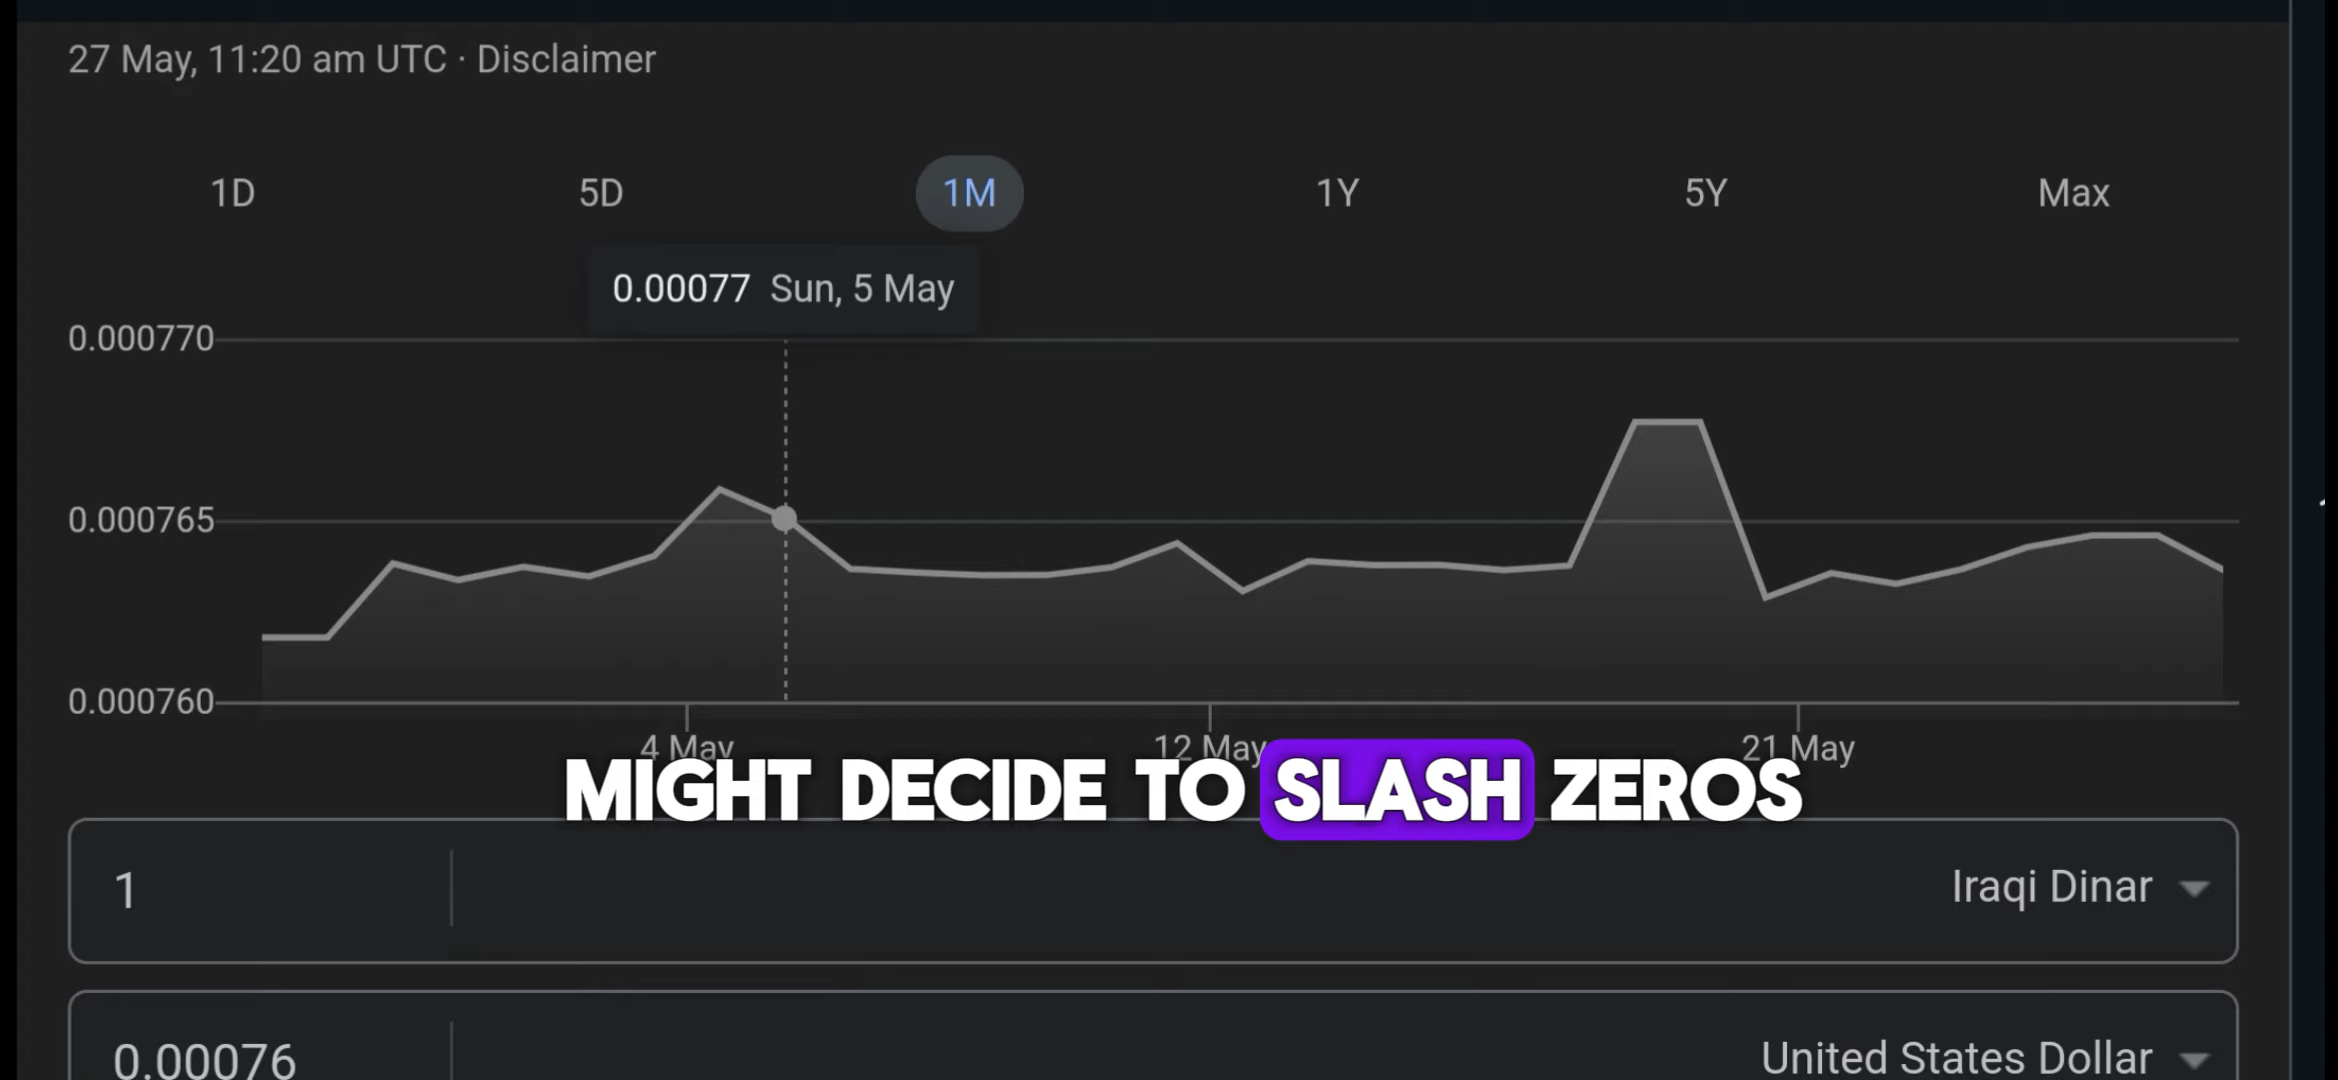 27 May, 11:20 am UTC · Disclaimer
1D 5D 1M 1Y 5Y Max
0.00077 Sun, 5 May
0.000770
0.000765
0.000760
4 May 12 May 21 May
MIGHT DECIDE TO SLASH ZEROS
1 Iraqi Dinar
0.00076 United States Dollar